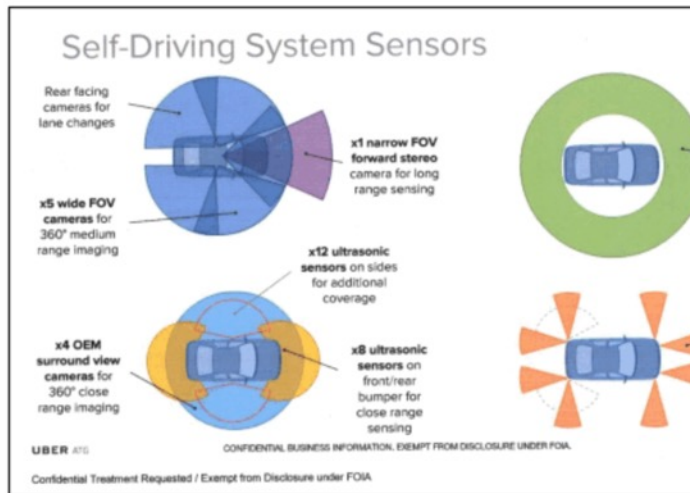 Self-Driving System Sensors
Rear facing
cameras for
lane changes
x1 narrow FOV
forward stereo
camera for long
range sensing
x5 wide FOV
cameras for
360° medium
range imaging
x12 ultrasonic
sensors on sides
for additional
coverage
x4 OEM
surround view
cameras for
360° close
range imaging
x8 ultrasonic
sensors on
front/rear
bumper for
close range
sensing
UBER ATG
CONFIDENTIAL BUSINESS INFORMATION. EXEMPT FROM DISCLOSURE UNDER FOIA.
Confidential Treatment Requested / Exempt from Disclosure under FOIA